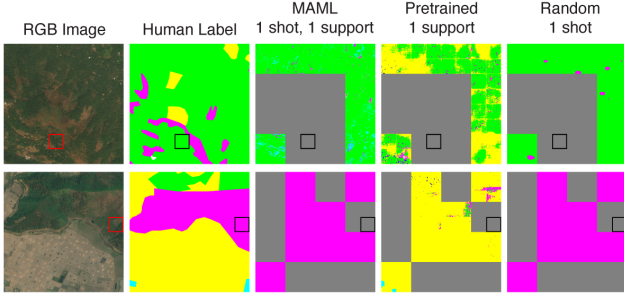 RGB Image
Human Label
MAML
1 shot, 1 support
Pretrained
1 support
Random
1 shot